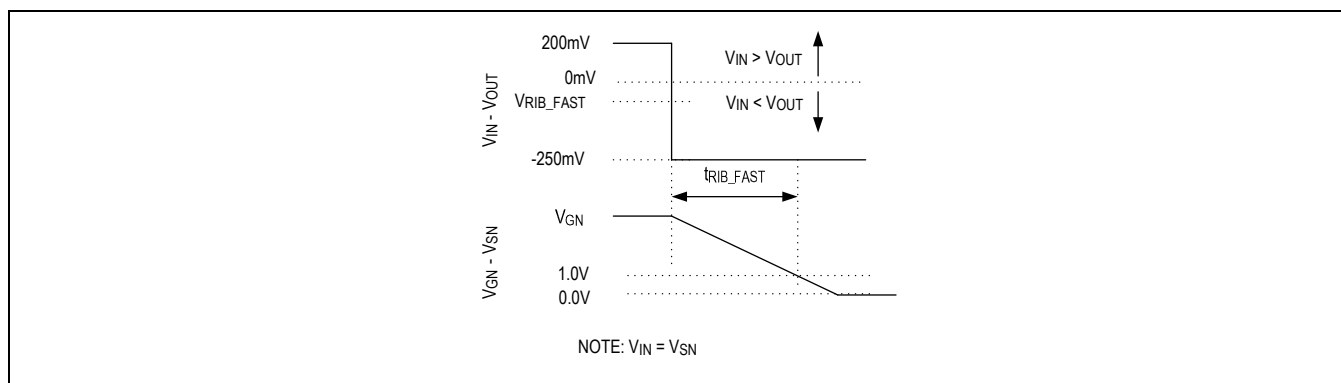 200mV
VIN > VOUT
0mV
VRIB_FAST
VIN < VOUT
VIN - VOUT
-250mV
tRIB_FAST
VGN
VGN - VSN
1.0V
0.0V
NOTE: VIN = VSN